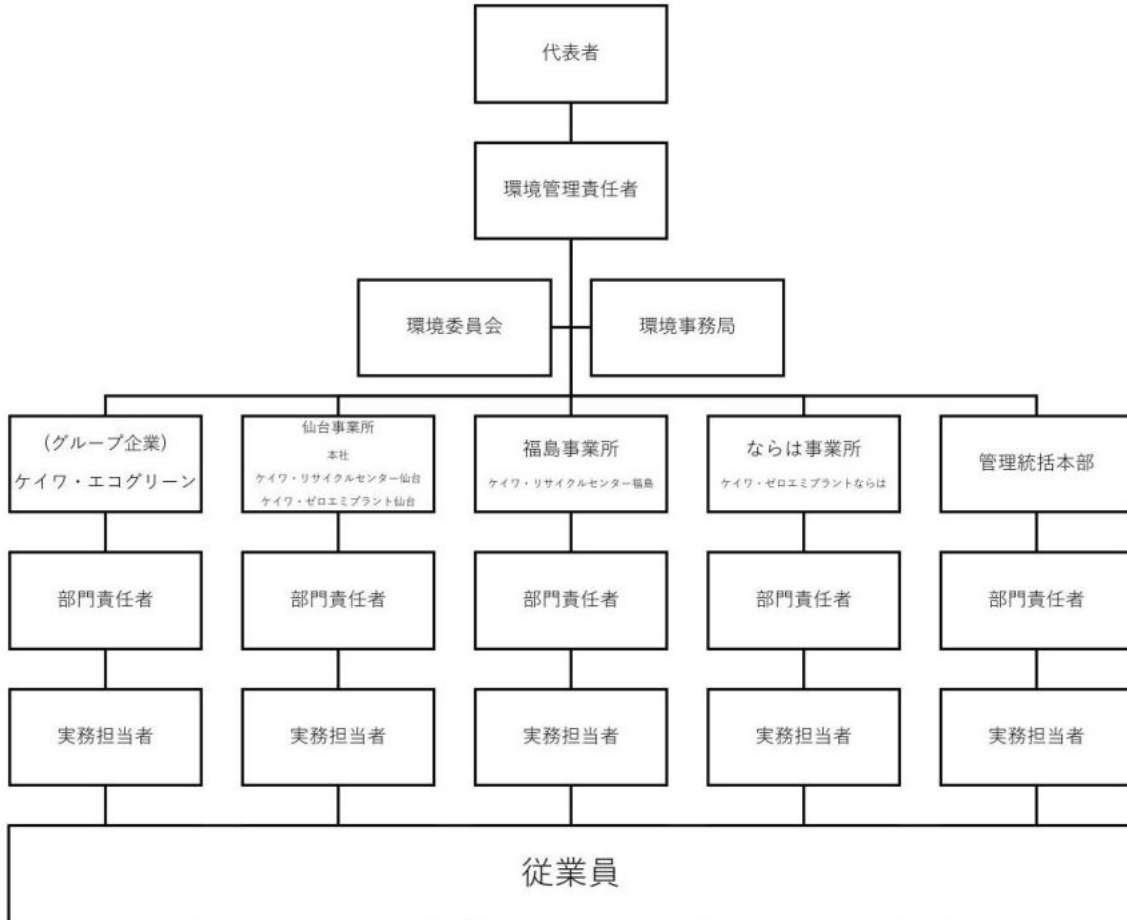 代表者
環境管理責任者
環境委員会
環境事務局
(グループ企業)
ケイワ・エコグリーン
仙台事業所
本社
ケイワ・リサイクルセンター仙台
ケイワ・ゼロエミプラント仙台
福島事業所
ケイワ・リサイクルセンター福島
ならは事業所
ケイワ・ゼロエミプラントならは
管理統括本部
部門責任者
部門責任者
部門責任者
部門責任者
部門責任者
実務担当者
実務担当者
実務担当者
実務担当者
実務担当者
従業員